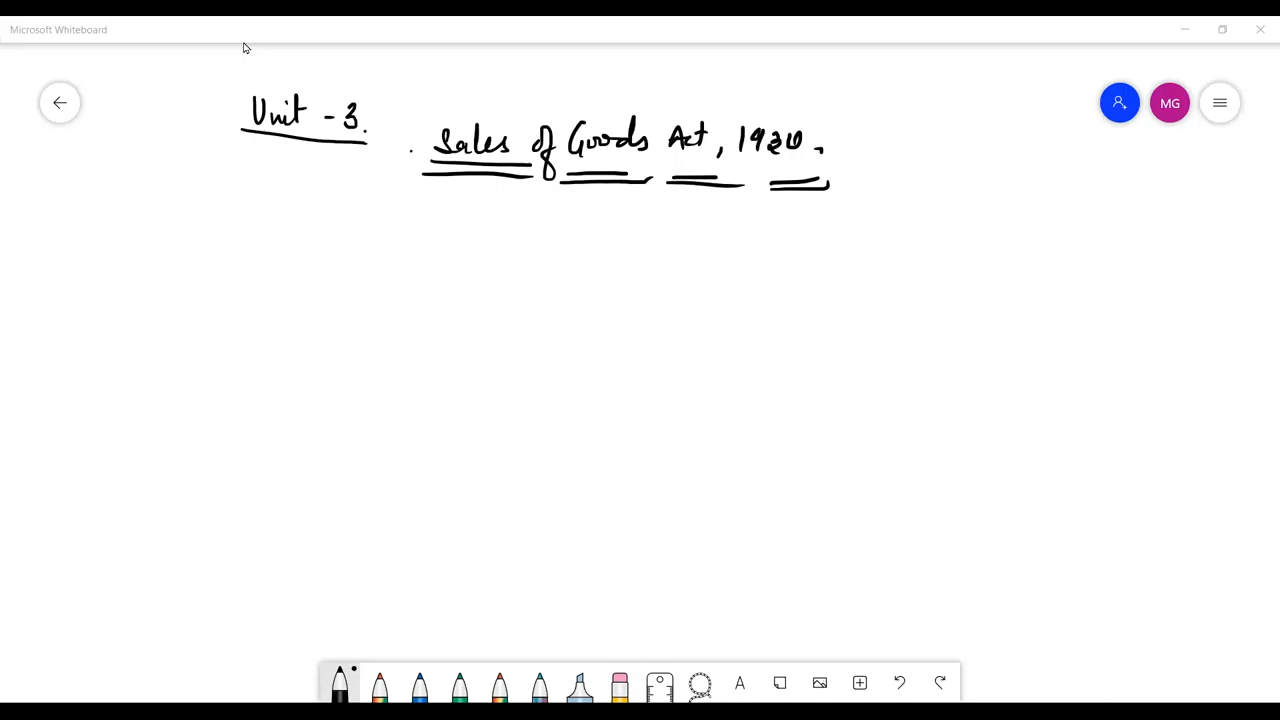 Microsoft Whiteboard
MG
Unit - 3.
Sales of Goods Act, 1930.
A